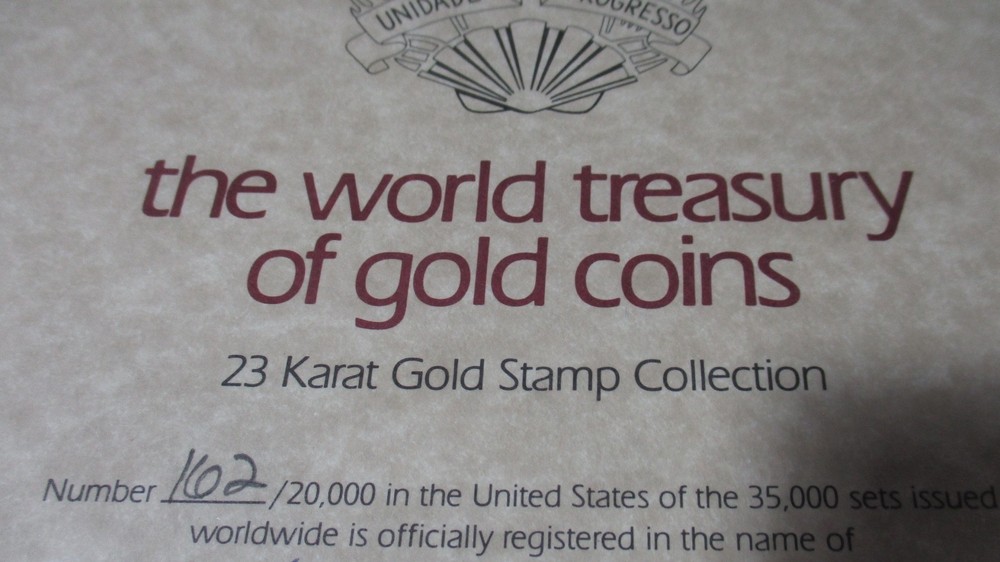 UNIDADE PROGRESSO
the world treasury
of gold coins
23 Karat Gold Stamp Collection
Number 162/20,000 in the United States of the 35,000 sets issued
worldwide is officially registered in the name of